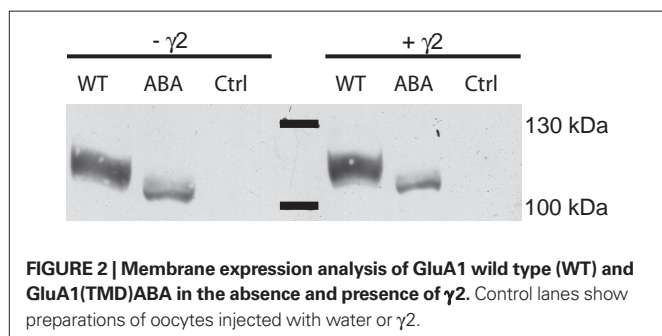 - γ2 + γ2
WT ABA Ctrl WT ABA Ctrl
130 kDa
100 kDa
FIGURE 2 | Membrane expression analysis of GluA1 wild type (WT) and
GluA1(TMD)ABA in the absence and presence of γ2. Control lanes show
preparations of oocytes injected with water or γ2.